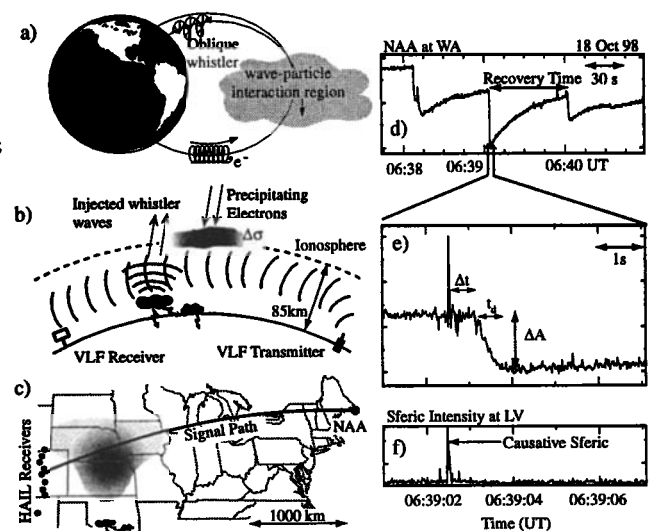 a)
Oblique
whistler
wave-particle
interaction region
e-
b)
Injected whistler
waves
Precipitating
Electrons
Δσ
Ionosphere
85km
VLF Receiver
VLF Transmitter
c)
HAIL Receivers
Signal Path
NAA
1000 km
NAA at WA
18 Oct 98
Recovery Time
30 s
d)
06:38
06:39
06:40 UT
e)
1s
Δt
td
ΔA
Sferic Intensity at LV
f)
Causative Sferic
06:39:02
06:39:04
06:39:06
Time (UT)